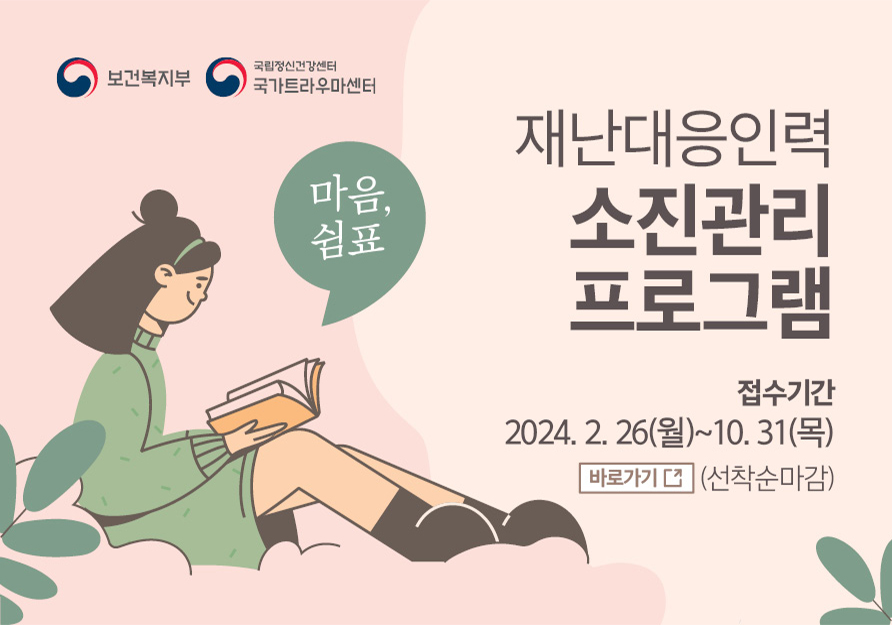 보건복지부
국립정신건강센터
국가트라우마센터
마음,
쉼표
재난대응인력
소진관리
프로그램
접수기간
2024. 2. 26(월)~10. 31(목)
바로가기 (선착순마감)